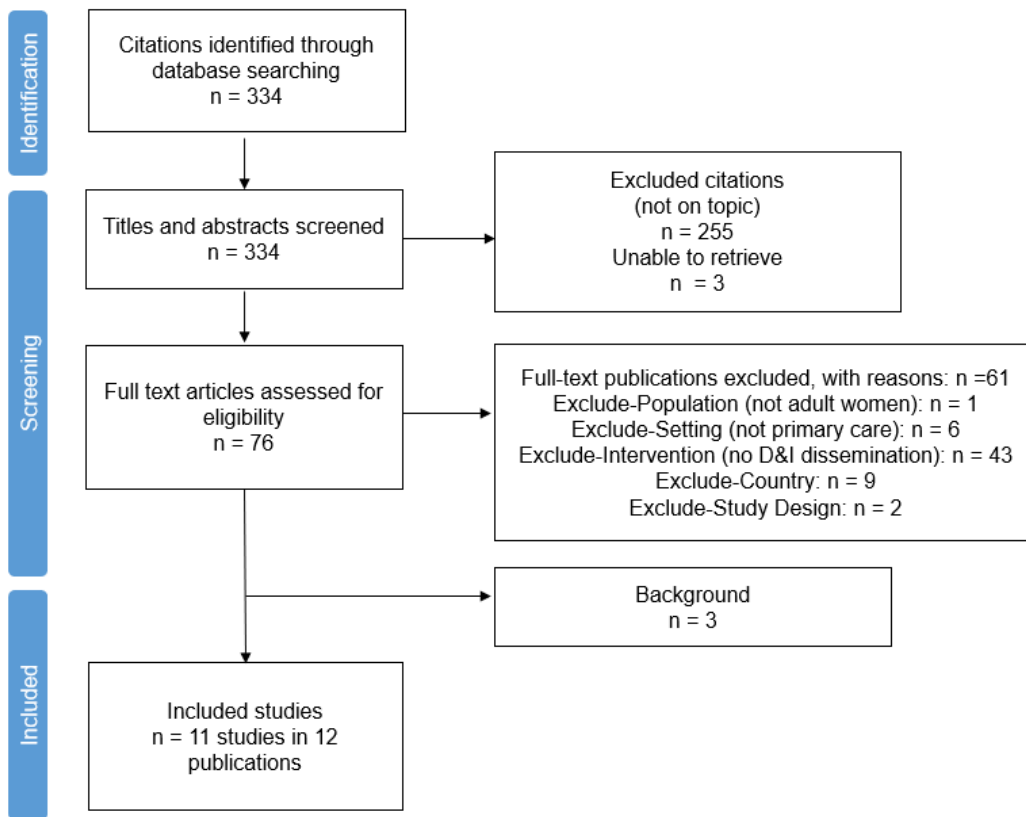 Identification
Citations identified through
database searching
n = 334
Screening
Titles and abstracts screened
n = 334
Excluded citations
(not on topic)
n = 255
Unable to retrieve
n = 3
Full text articles assessed for
eligibility
n = 76
Full-text publications excluded, with reasons: n =61
Exclude-Population (not adult women): n = 1
Exclude-Setting (not primary care): n = 6
Exclude-Intervention (no D&I dissemination): n = 43
Exclude-Country: n = 9
Exclude-Study Design: n = 2
Background
n = 3
Included
Included studies
n = 11 studies in 12
publications